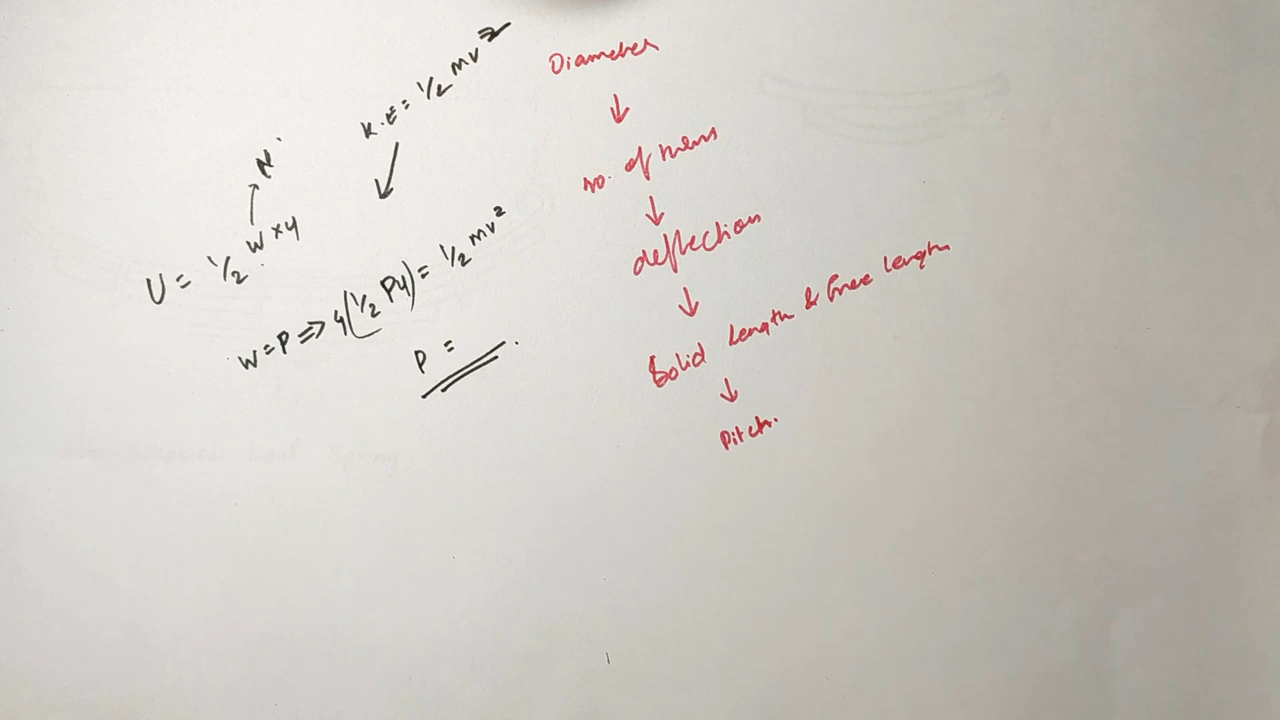 K.E = 1/2 mv²
N
U = 1/2 W × y
W = P ⇒ 4(1/2 Py) = 1/2 mv²
P =
Diameter
↓
no. of turns
↓
deflection
↓
Solid length & Free length
↓
Pitch.